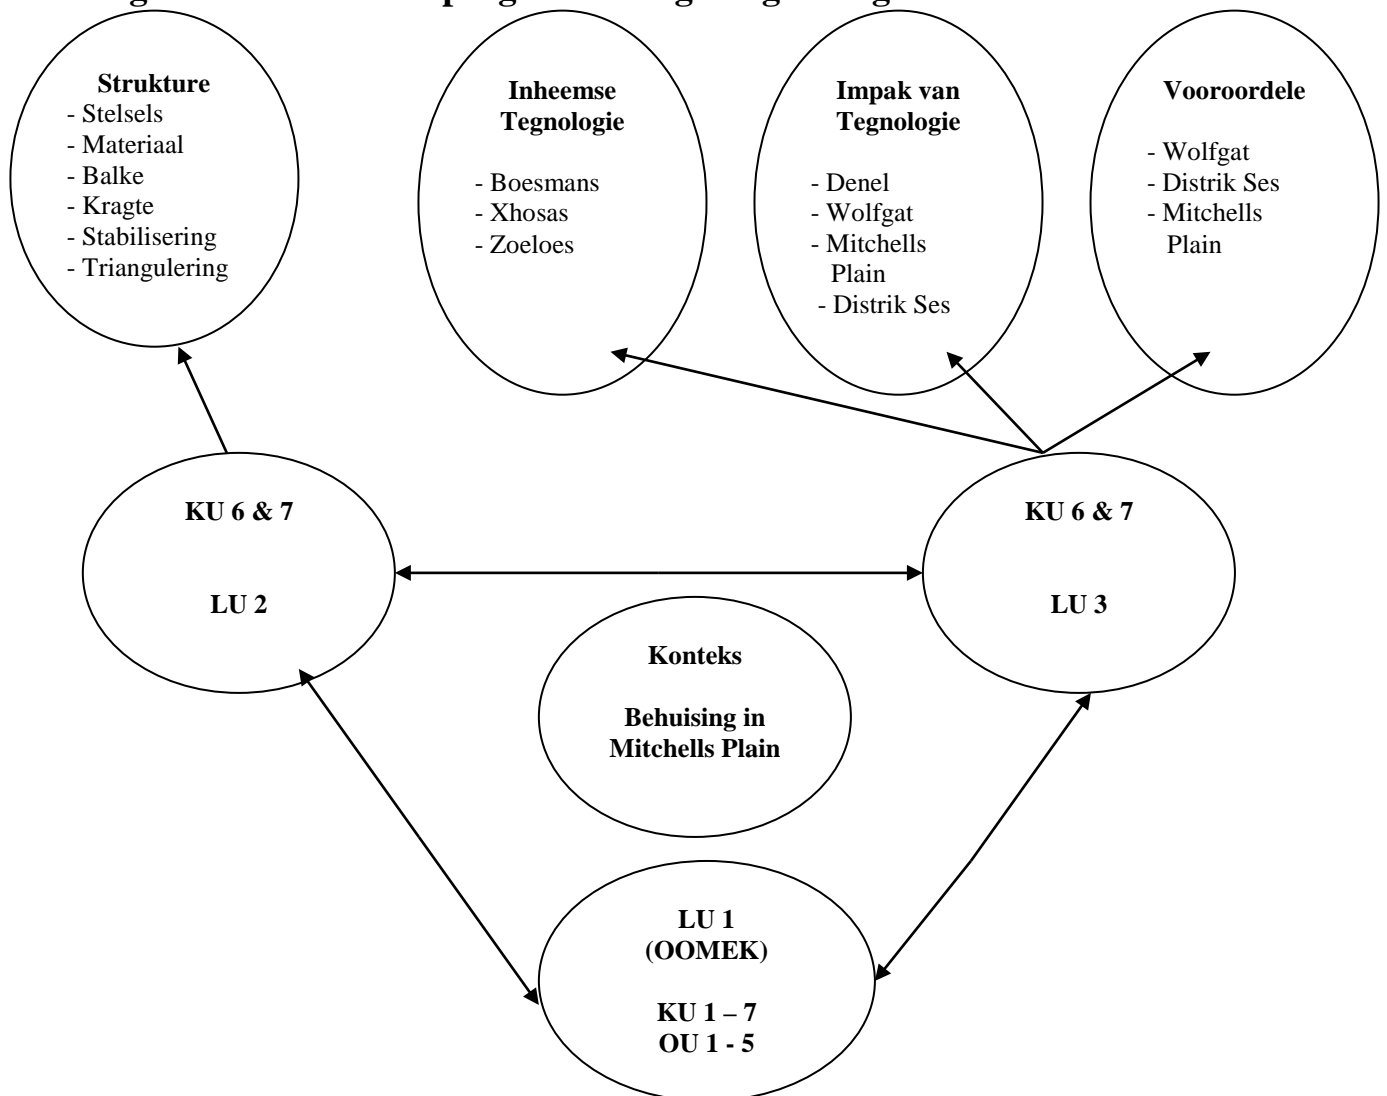 Strukture
- Stelsels
- Materiaal
- Balke
- Kragte
- Stabilisering
- Triangulering
Inheemse
Tegnologie
- Boesmans
- Xhosas
- Zoeloes
Impak van
Tegnologie
- Denel
- Wolfgat
- Mitchells
Plain
- Distrik Ses
Vooroordele
- Wolfgat
- Distrik Ses
- Mitchells
Plain
KU 6 & 7
LU 2
KU 6 & 7
LU 3
Konteks
Behuising in
Mitchells Plain
LU 1
(OOMEK)
KU 1 – 7
OU 1 - 5